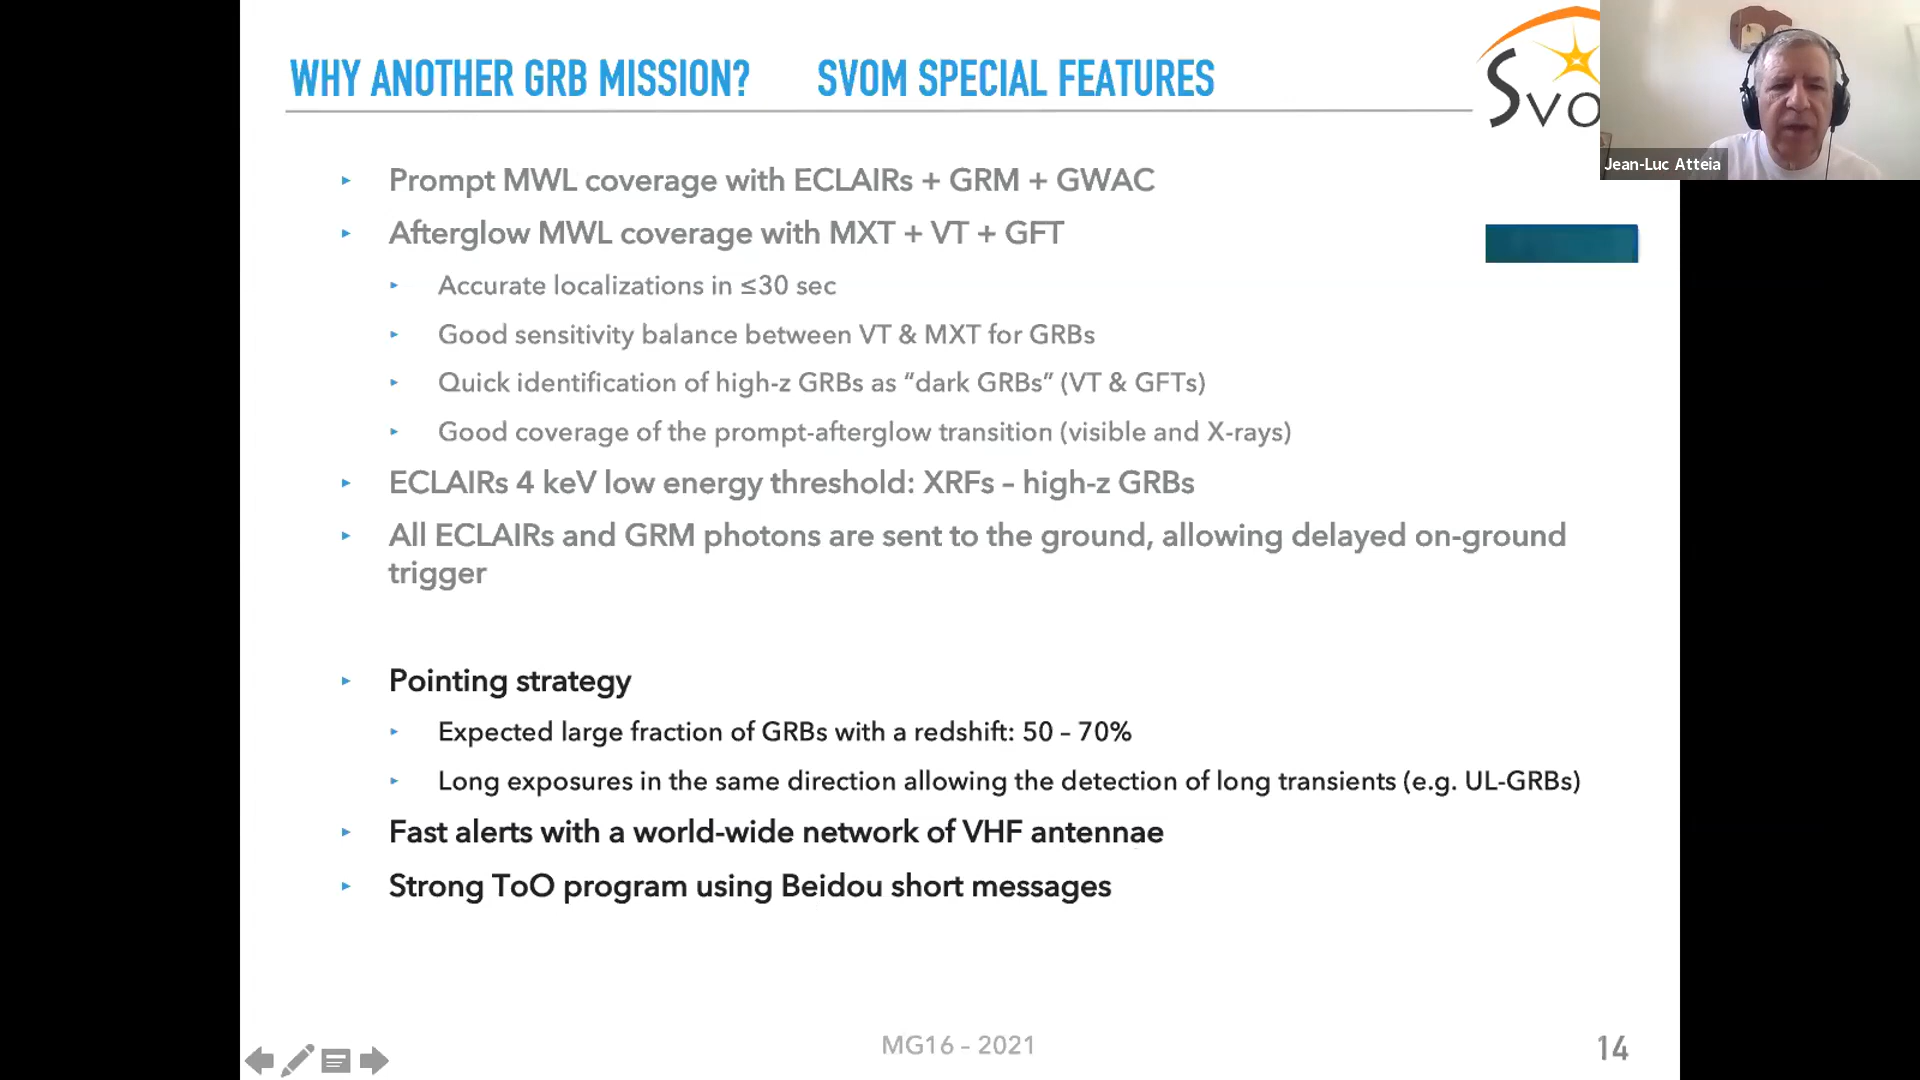 WHY ANOTHER GRB MISSION? SVOM SPECIAL FEATURES
SVO
Jean-Luc Atteia
Prompt MWL coverage with ECLAIRs + GRM + GWAC
Afterglow MWL coverage with MXT + VT + GFT
Accurate localizations in ≤30 sec
Good sensitivity balance between VT & MXT for GRBs
Quick identification of high-z GRBs as “dark GRBs” (VT & GFTs)
Good coverage of the prompt-afterglow transition (visible and X-rays)
ECLAIRs 4 keV low energy threshold: XRFs – high-z GRBs
All ECLAIRs and GRM photons are sent to the ground, allowing delayed on-ground
trigger
Pointing strategy
Expected large fraction of GRBs with a redshift: 50 – 70%
Long exposures in the same direction allowing the detection of long transients (e.g. UL-GRBs)
Fast alerts with a world-wide network of VHF antennae
Strong ToO program using Beidou short messages
MG16 – 2021
14